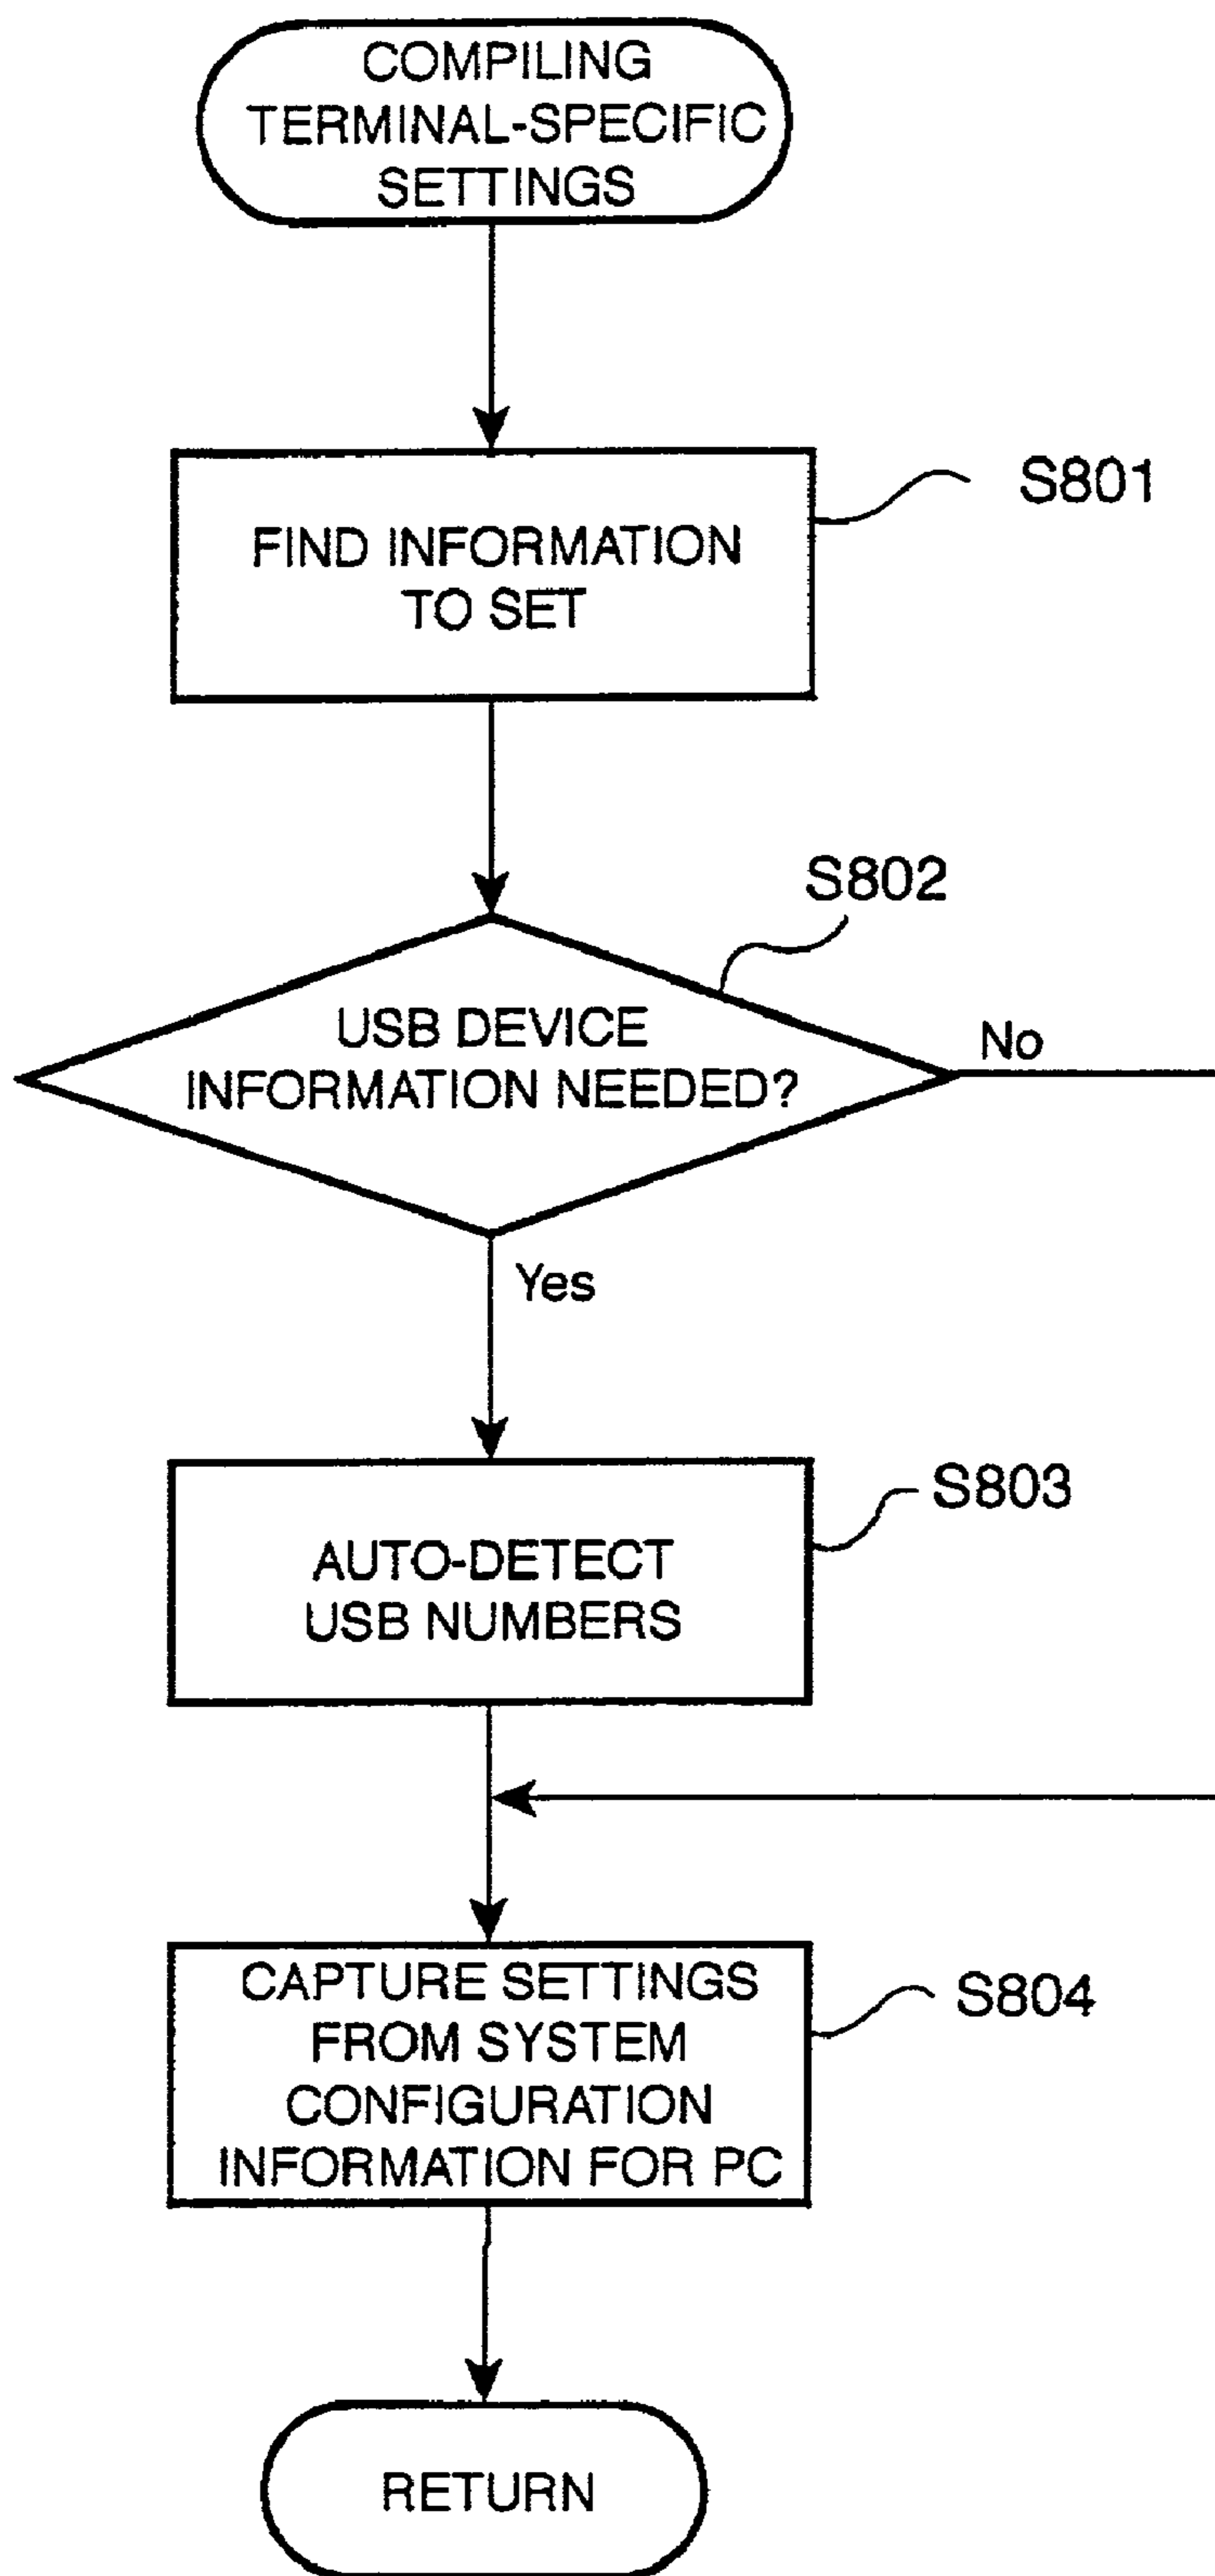 COMPILING
TERMINAL-SPECIFIC
SETTINGS
FIND INFORMATION
TO SET
S801
S802
USB DEVICE
INFORMATION NEEDED?
No
Yes
AUTO-DETECT
USB NUMBERS
S803
CAPTURE SETTINGS
FROM SYSTEM
CONFIGURATION
INFORMATION FOR PC
S804
RETURN